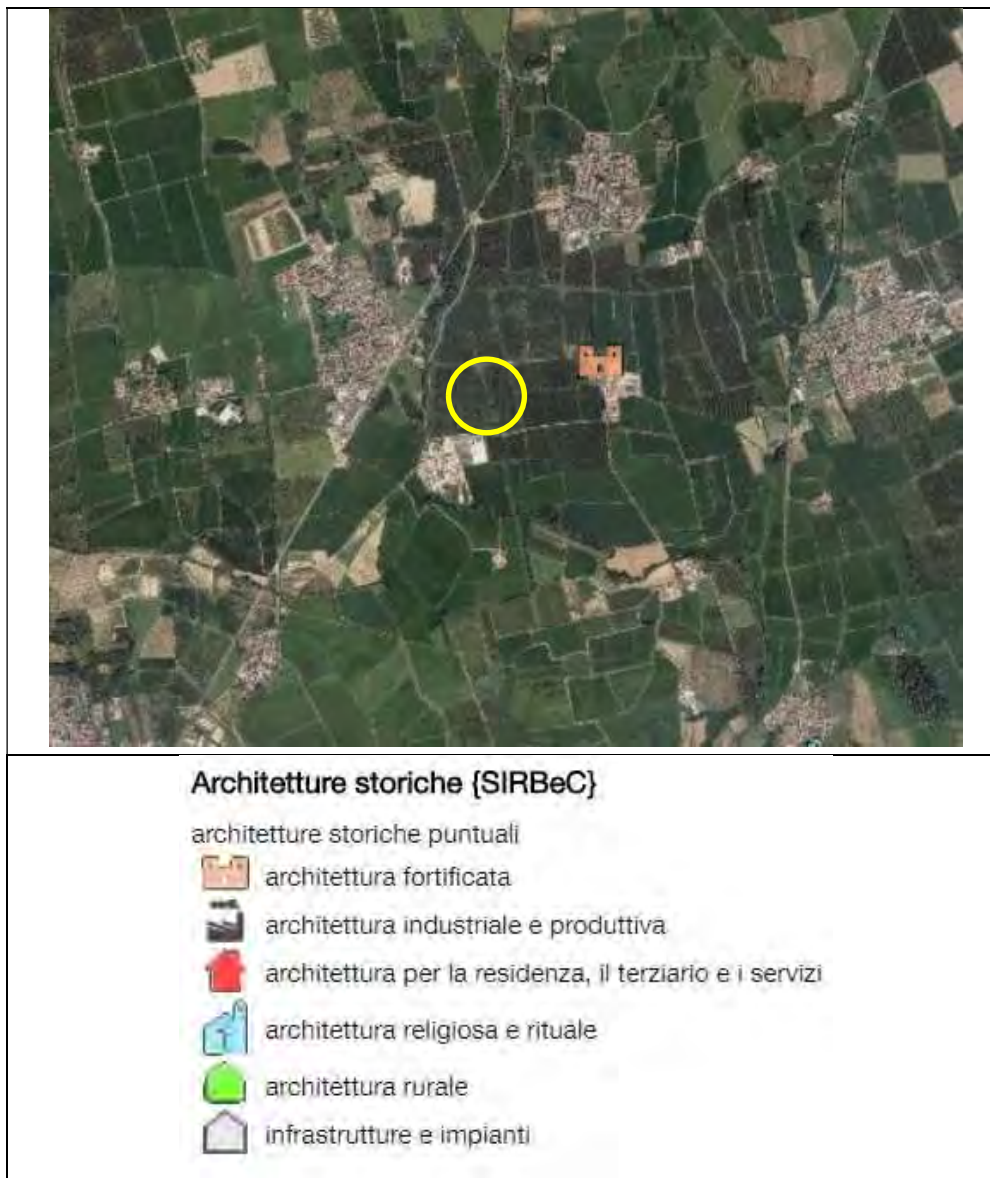 Architetture storiche {SIRBeC}
architetture storiche puntuali
architettura fortificata
architettura industriale e produttiva
architettura per la residenza, il terziario e i servizi
architettura religiosa e rituale
architettura rurale
infrastrutture e impianti